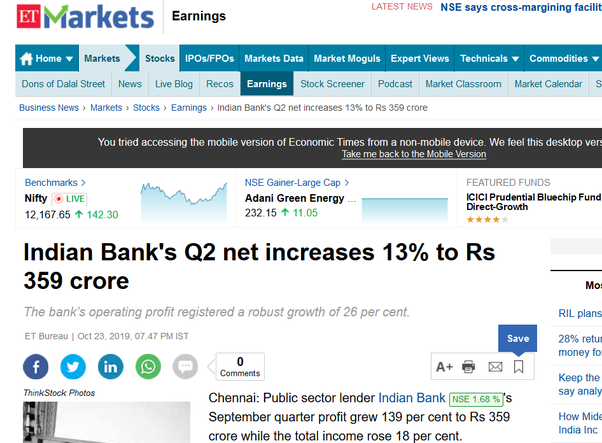 ET Markets
Earnings
LATEST NEWS NSE says cross-margining facilit
Home Markets Stocks IPOs/FPOs Markets Data Market Moguls Expert Views Technicals Commodities
Dons of Dalal Street News Live Blog Recos Earnings Stock Screener Podcast Market Classroom Market Calendar S
Business News › Markets › Stocks › Earnings › Indian Bank's Q2 net increases 13% to Rs 359 crore
You tried accessing the mobile version of Economic Times from a non-mobile device. We feel this desktop vers
Take me back to the Mobile Version
Benchmarks >
Nifty LIVE
12,167.65 142.30
NSE Gainer-Large Cap >
Adani Green Energy ...
232.15 11.05
FEATURED FUNDS
ICICI Prudential Bluechip Fund
Direct-Growth
Indian Bank's Q2 net increases 13% to Rs
359 crore
The bank's operating profit registered a robust growth of 26 per cent.
ET Bureau | Oct 23, 2019, 07.47 PM IST
Save
0
Comments
A+
ThinkStock Photos
Chennai: Public sector lender Indian Bank NSE 1.68 % 's
September quarter profit grew 139 per cent to Rs 359
crore while the total income rose 18 per cent.
Mos
RIL plans
28% retur
money fo
Keep the
say analy
How Mide
India Inc